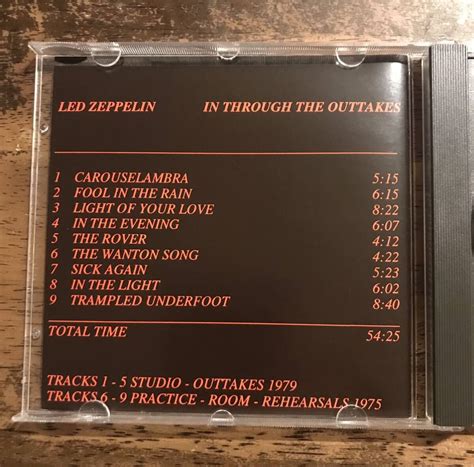 LED ZEPPELIN IN THROUGH THE OUTTAKES
1 CAROUSELAMBRA 5:15
2 FOOL IN THE RAIN 6:15
3 LIGHT OF YOUR LOVE 8:22
4 IN THE EVENING 6:07
5 THE ROVER 4:12
6 THE WANTON SONG 4:22
7 SICK AGAIN 5:23
8 IN THE LIGHT 6:02
9 TRAMPLED UNDERFOOT 8:40
TOTAL TIME 54:25
TRACKS 1 - 5 STUDIO - OUTTAKES 1979
TRACKS 6 - 9 PRACTICE - ROOM - REHEARSALS 1975